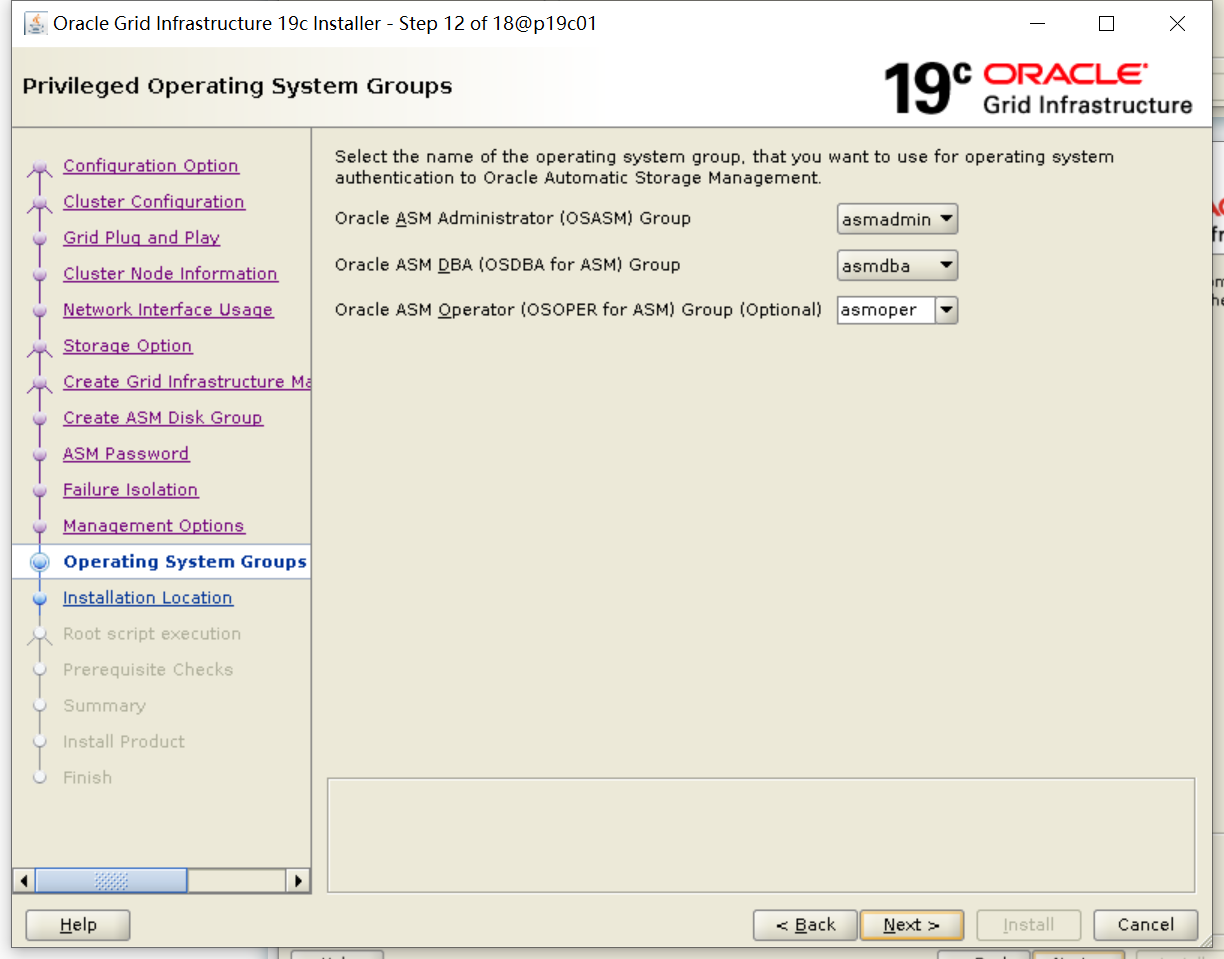 Oracle Grid Infrastructure 19c Installer - Step 12 of 18@p19c01
Privileged Operating System Groups
19c ORACLE
Grid Infrastructure
Configuration Option
Cluster Configuration
Grid Plug and Play
Cluster Node Information
Network Interface Usage
Storage Option
Create Grid Infrastructure Ma
Create ASM Disk Group
ASM Password
Failure Isolation
Management Options
Operating System Groups
Installation Location
Root script execution
Prerequisite Checks
Summary
Install Product
Finish
Select the name of the operating system group, that you want to use for operating system
authentication to Oracle Automatic Storage Management.
Oracle ASM Administrator (OSASM) Group asmadmin
Oracle ASM DBA (OSDBA for ASM) Group asmdba
Oracle ASM Operator (OSOPER for ASM) Group (Optional) asmoper
Help < Back Next > Install Cancel